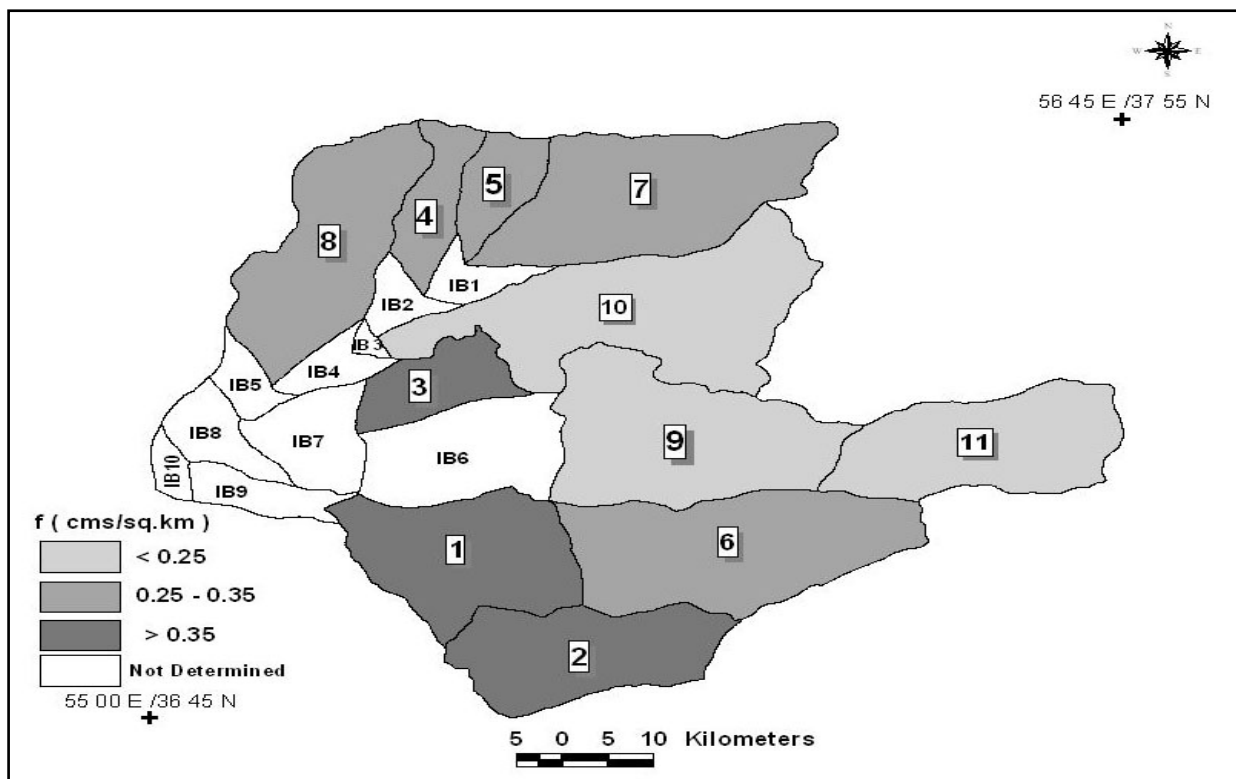 N
W E
S
56 45 E /37 55 N
5
7
4
8
IB1
IB2
10
IB 3
IB4
3
IB5
IB8
IB7
9
11
IB6
IB10
IB9
f ( cms/sq.km )
< 0.25
0.25 - 0.35
> 0.35
Not Determined
1
6
2
55 00 E /36 45 N
5 0 5 10 Kilometers